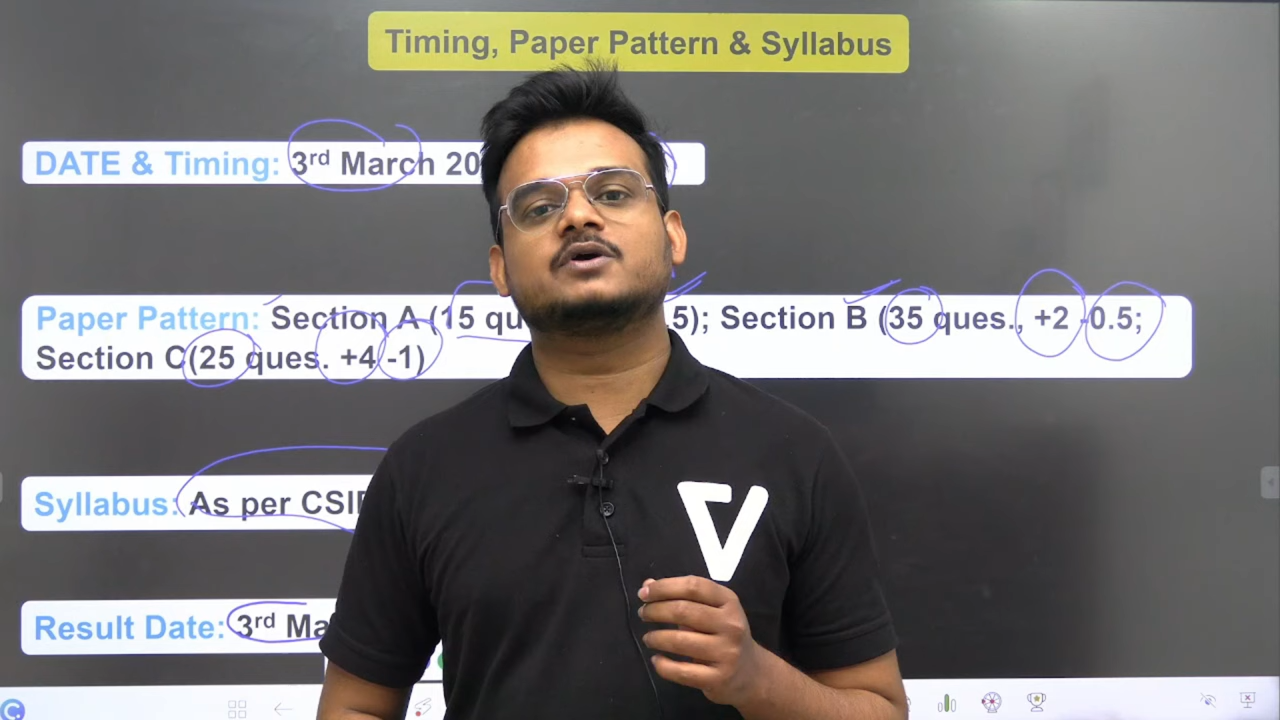 Timing, Paper Pattern & Syllabus
DATE & Timing: 3rd March 20
Paper Pattern: Section A (15 qu 5); Section B (35 ques., +2 -0.5;
Section C(25 ques. +4 -1)
Syllabus: As per CSI
Result Date: 3rd Ma